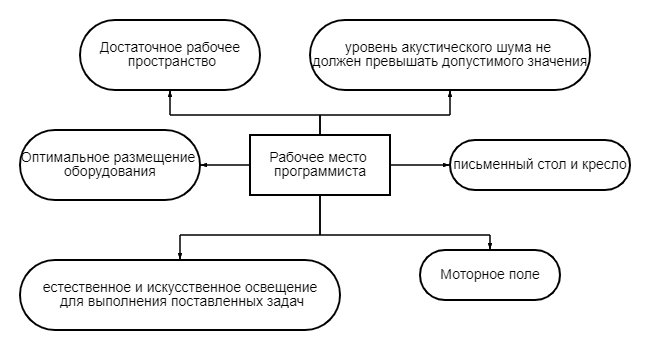 Достаточное рабочее
пространство
уровень акустического шума не
должен превышать допустимого значения
Оптимальное размещение
оборудования
Рабочее место
программиста
письменный стол и кресло
естественное и искусственное освещение
для выполнения поставленных задач
Моторное поле